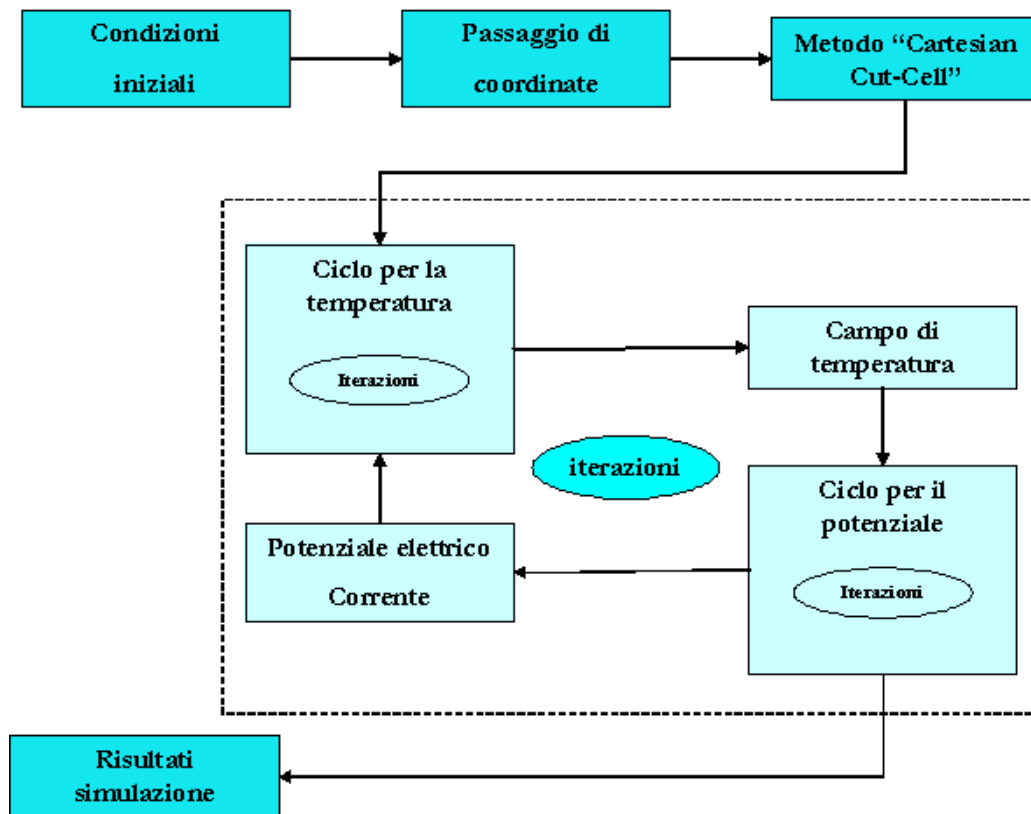 Condizioni
iniziali
Passaggio di
coordinate
Metodo “Cartesian
Cut-Cell”
Ciclo per la
temperatura
Iterazioni
Campo di
temperatura
iterazioni
Ciclo per il
potenziale
Iterazioni
Potenziale elettrico
Corrente
Risultati
simulazione